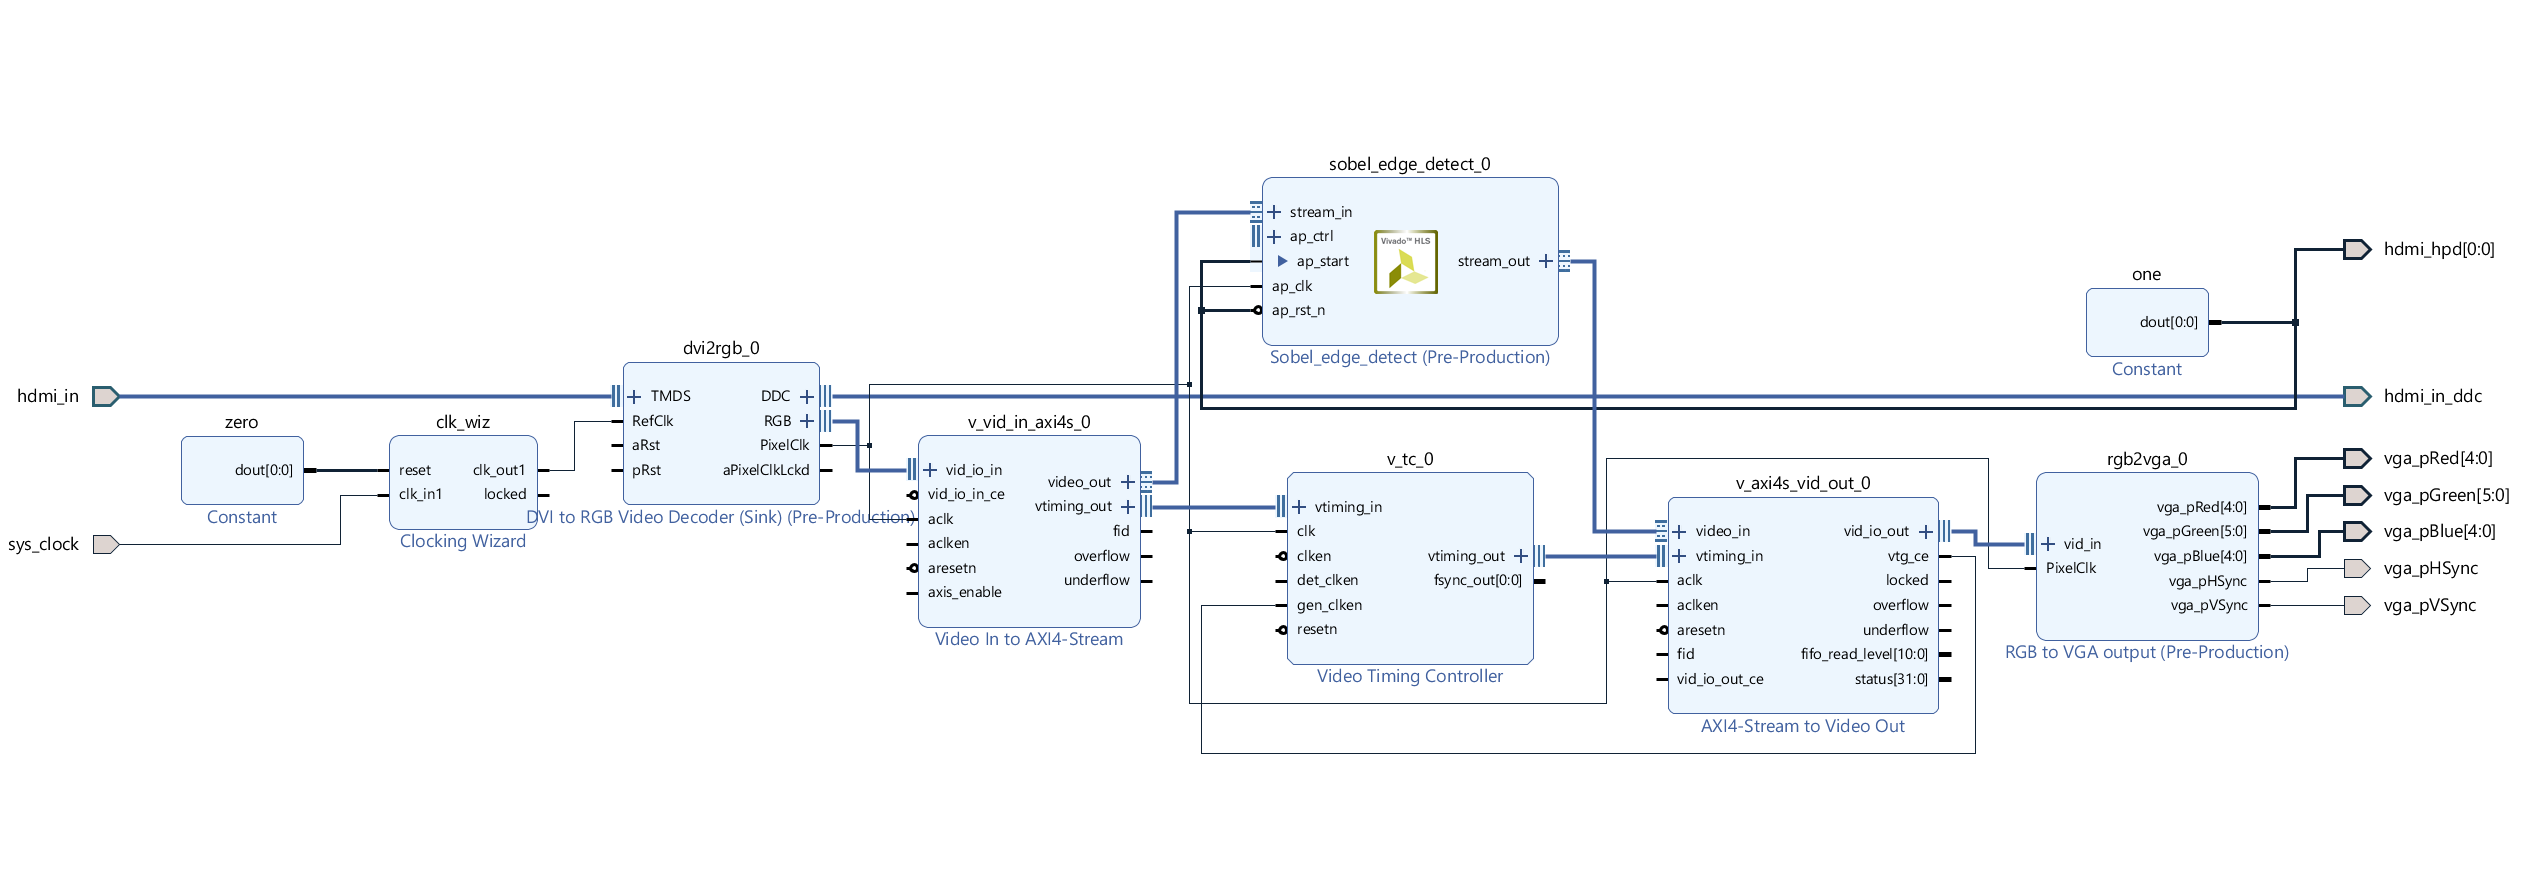 sobel_edge_detect_0
stream_in
ap_ctrl
ap_start
ap_clk
ap_rst_n
Vivado™ HLS
stream_out
Sobel_edge_detect (Pre-Production)
hdmi_hpd[0:0]
one
dout[0:0]
Constant
hdmi_in
dvi2rgb_0
TMDS
RefClk
aRst
pRst
DDC
RGB
PixelClk
aPixelClkLckd
DVI to RGB Video Decoder (Sink) (Pre-Production)
hdmi_in_ddc
zero
dout[0:0]
Constant
clk_wiz
reset
clk_in1
clk_out1
locked
Clocking Wizard
sys_clock
v_vid_in_axi4s_0
vid_io_in
vid_io_in_ce
aclk
aclken
aresetn
axis_enable
video_out
vtiming_out
fid
overflow
underflow
Video In to AXI4-Stream
v_tc_0
vtiming_in
clk
clken
det_clken
gen_clken
resetn
vtiming_out
fsync_out[0:0]
Video Timing Controller
v_axi4s_vid_out_0
video_in
vtiming_in
aclk
aclken
aresetn
fid
vid_io_out_ce
vid_io_out
vtg_ce
locked
overflow
underflow
fifo_read_level[10:0]
status[31:0]
AXI4-Stream to Video Out
rgb2vga_0
vid_in
PixelClk
vga_pRed[4:0]
vga_pGreen[5:0]
vga_pBlue[4:0]
vga_pHSync
vga_pVSync
RGB to VGA output (Pre-Production)
vga_pRed[4:0]
vga_pGreen[5:0]
vga_pBlue[4:0]
vga_pHSync
vga_pVSync